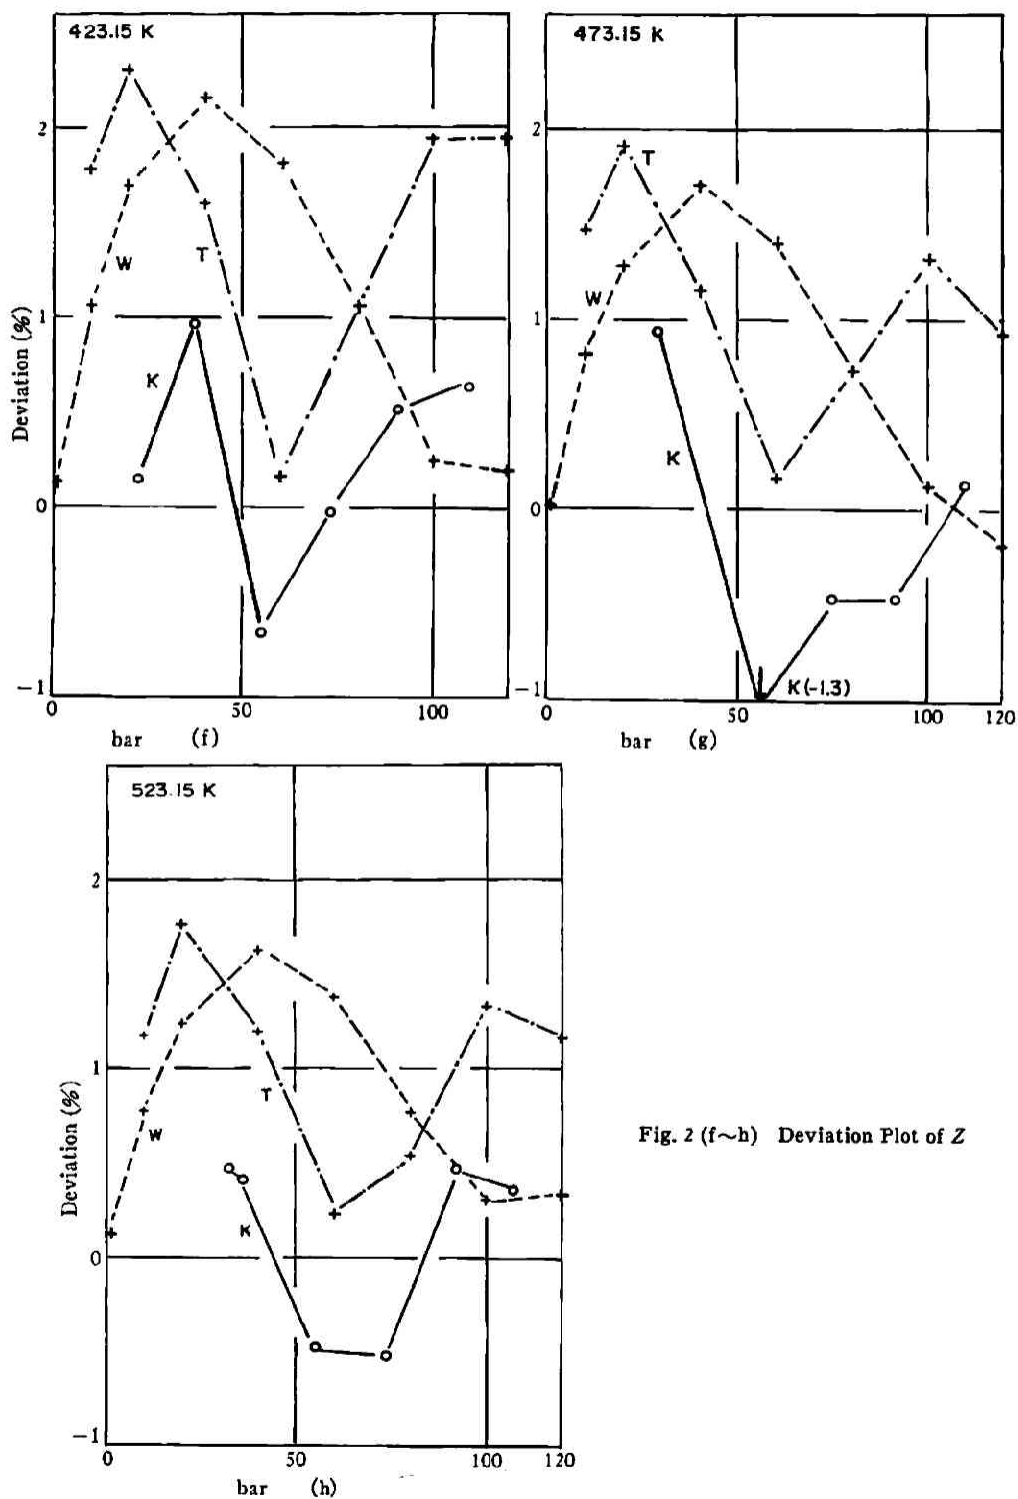 423.15 K
2
1
0
-1
Deviation (%)
W
T
K
0 50 100
bar (f)
473.15 K
2
1
0
-1
T
W
K
K (-1.3)
0 50 100 120
bar (g)
523.15 K
2
1
0
-1
Deviation (%)
W
T
K
0 50 100 120
bar (h)
Fig. 2 (f~h) Deviation Plot of Z